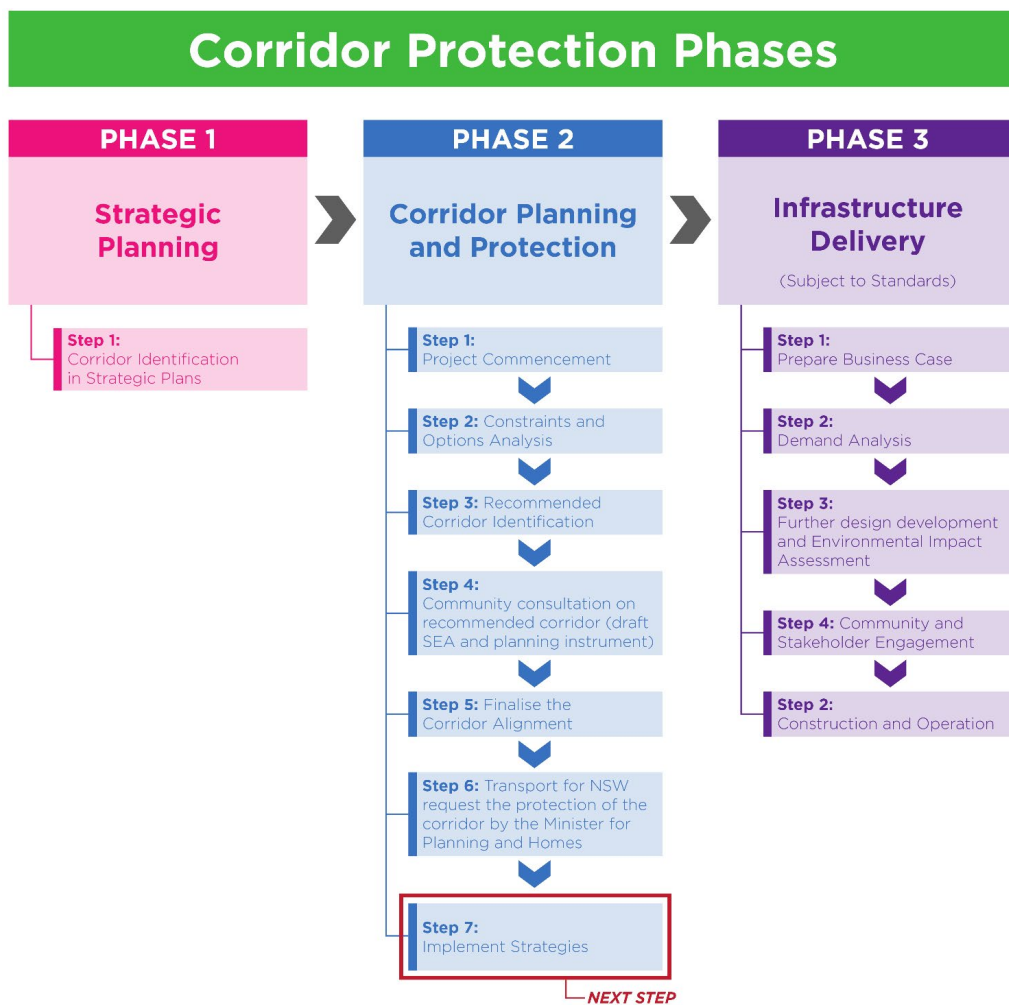 Corridor Protection Phases
PHASE 1
Strategic
Planning
Step 1:
Corridor Identification
in Strategic Plans
PHASE 2
Corridor Planning
and Protection
Step 1:
Project Commencement
Step 2: Constraints and
Options Analysis
Step 3: Recommended
Corridor Identification
Step 4:
Community consultation on
recommended corridor (draft
SEA and planning instrument)
Step 5: Finalise the
Corridor Alignment
Step 6: Transport for NSW
request the protection of the
corridor by the Minister for
Planning and Homes
Step 7:
Implement Strategies
NEXT STEP
PHASE 3
Infrastructure
Delivery
(Subject to Standards)
Step 1:
Prepare Business Case
Step 2:
Demand Analysis
Step 3:
Further design development
and Environmental Impact
Assessment
Step 4: Community and
Stakeholder Engagement
Step 2:
Construction and Operation